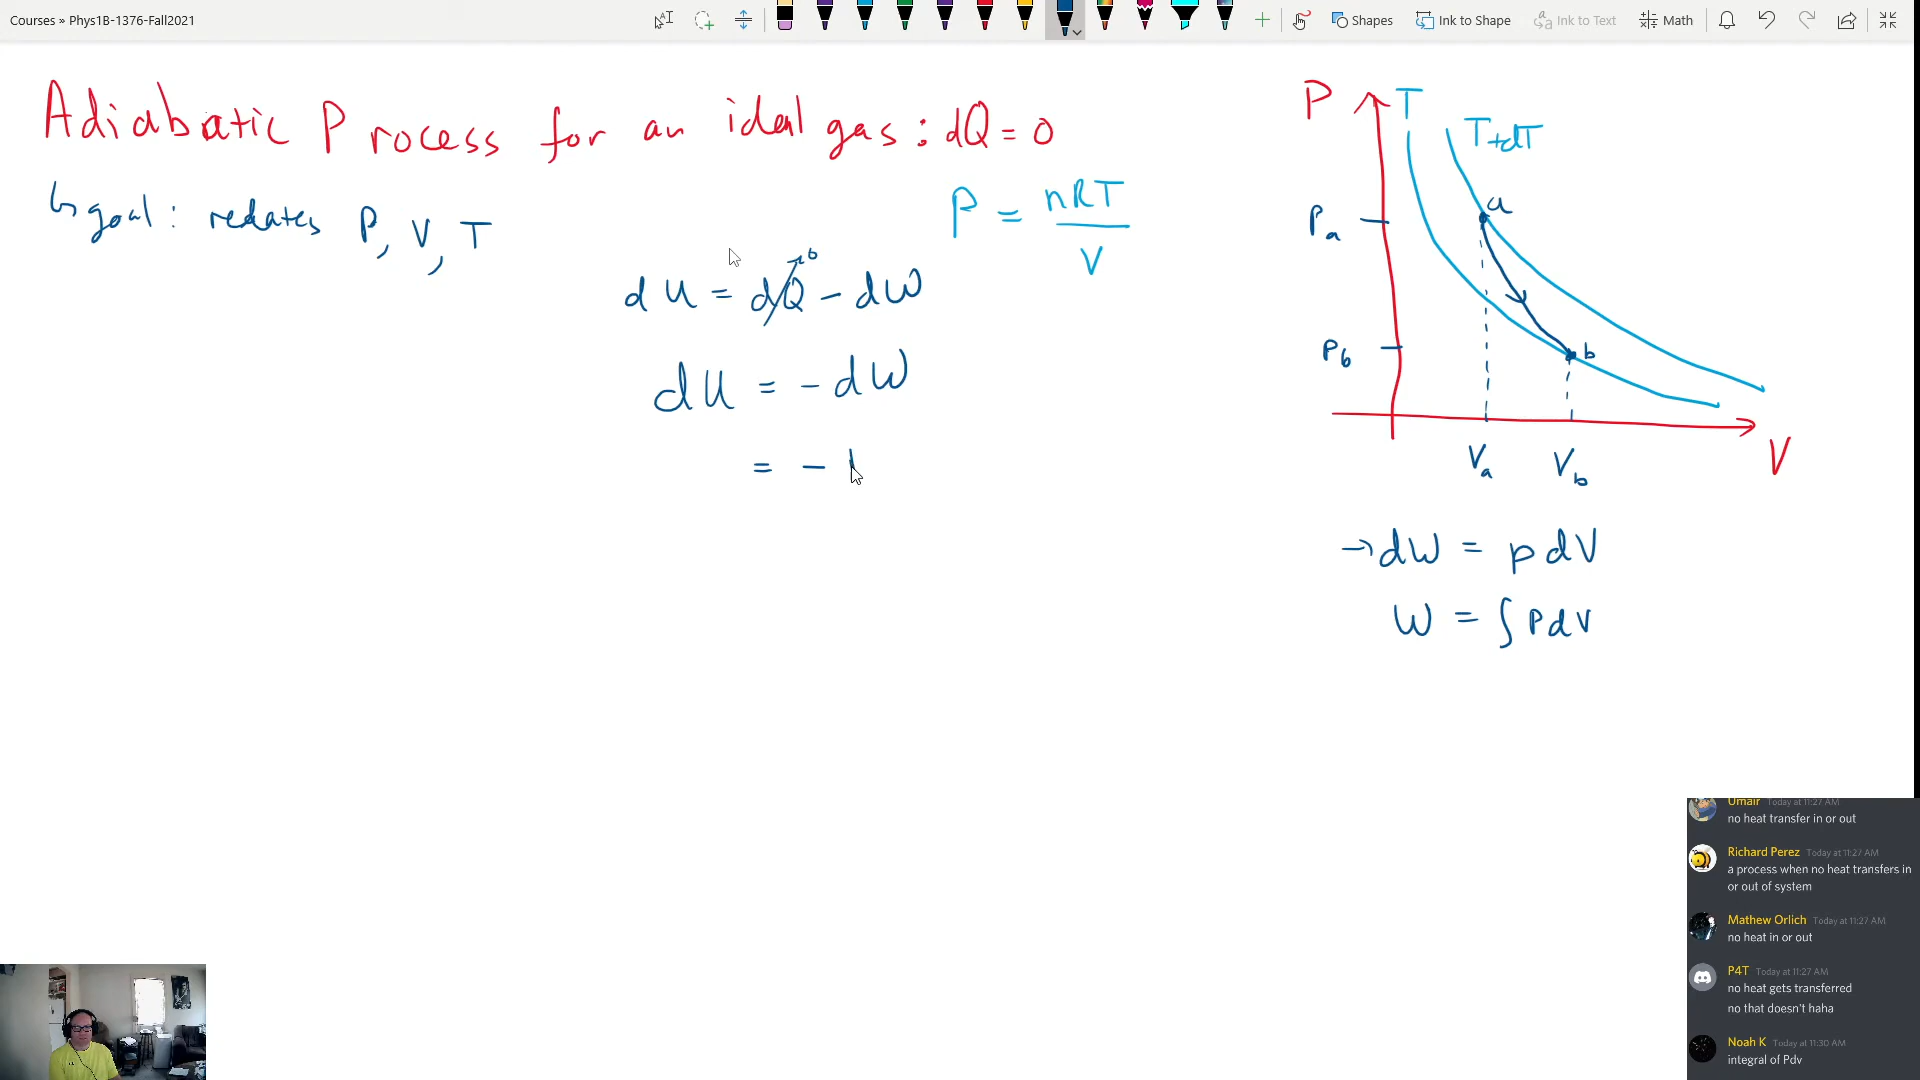 Courses » Phys1B-1376-Fall2021
Shapes Ink to Shape Ink to Text Math
Adiabatic Process for an ideal gas: dQ = 0
↳ goal: redates P, V, T
P = nRT / V
dU = dQ →0 - dW
dU = - dW
= -
P
T
T+dT
a
Pa
Pb
b
Va Vb
V
→ dW = p dV
W = ∫ P dV
Umair Today at 11:27 AM
no heat transfer in or out
Richard Perez Today at 11:27 AM
a process when no heat transfers in
or out of system
Mathew Orlich Today at 11:27 AM
no heat in or out
P4T Today at 11:27 AM
no heat gets transferred
no that doesn't haha
Noah K Today at 11:30 AM
integral of Pdv